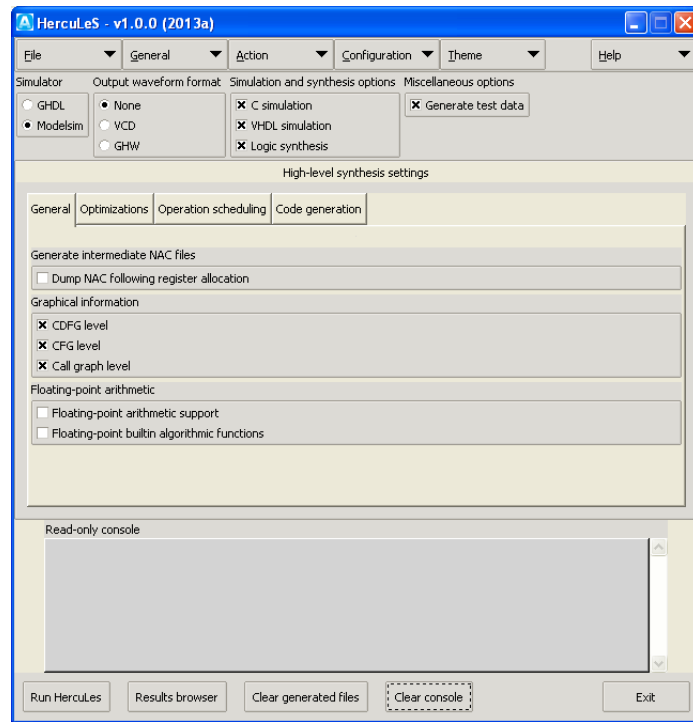 HercuLeS - v1.0.0 (2013a)
File General Action Configuration Theme Help
Simulator Output waveform format Simulation and synthesis options Miscellaneous options
GHDL None C simulation Generate test data
Modelsim VCD VHDL simulation
GHW Logic synthesis
High-level synthesis settings
General Optimizations Operation scheduling Code generation
Generate intermediate NAC files
Dump NAC following register allocation
Graphical information
CDFG level
CFG level
Call graph level
Floating-point arithmetic
Floating-point arithmetic support
Floating-point builtin algorithmic functions
Read-only console
Run HercuLes Results browser Clear generated files Clear console Exit